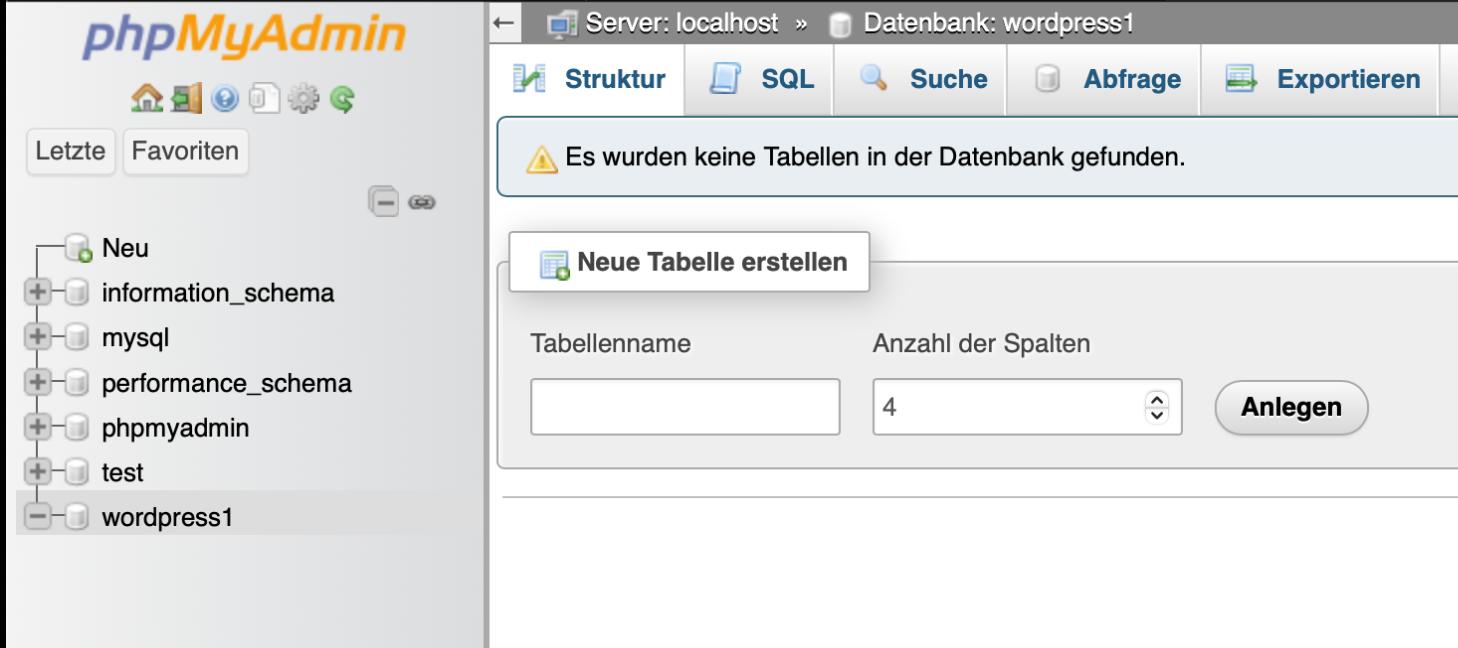 phpMyAdmin
Letzte Favoriten
Neu
information_schema
mysql
performance_schema
phpmyadmin
test
wordpress1
Server: localhost » Datenbank: wordpress1
Struktur SQL Suche Abfrage Exportieren
Es wurden keine Tabellen in der Datenbank gefunden.
Neue Tabelle erstellen
Tabellenname Anzahl der Spalten
4 Anlegen